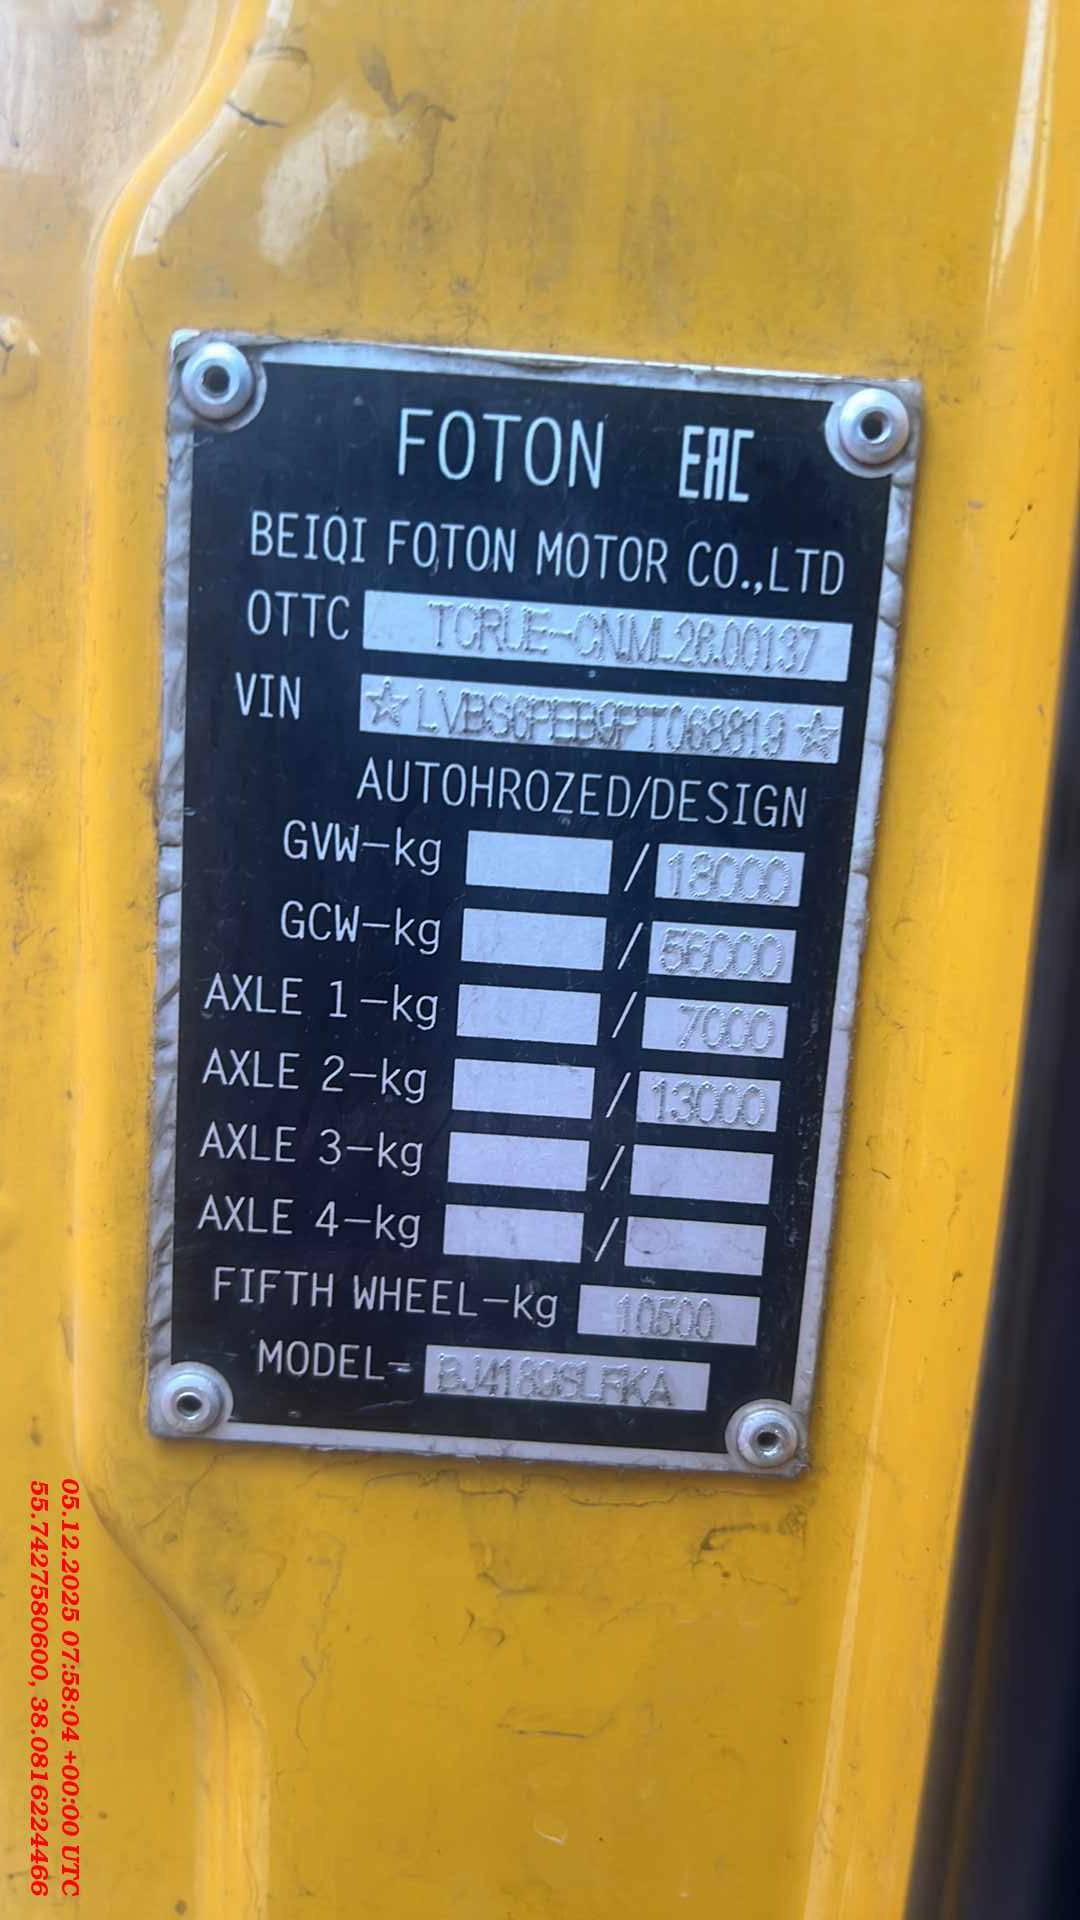 FOTON EAC
BEIQI FOTON MOTOR CO.,LTD
OTTC TCRUE-CN.ML26.00137
VIN ☆LVBS6PEB9PT068819☆
AUTOHROZED/DESIGN
GVW-kg / 18000
GCW-kg / 56000
AXLE 1-kg / 7000
AXLE 2-kg / 13000
AXLE 3-kg /
AXLE 4-kg /
FIFTH WHEEL-kg 10500
MODEL- BJ4189SLFKA
05.12.2025 07:58:04 +00:00 UTC
55.7427580600, 38.0816224466